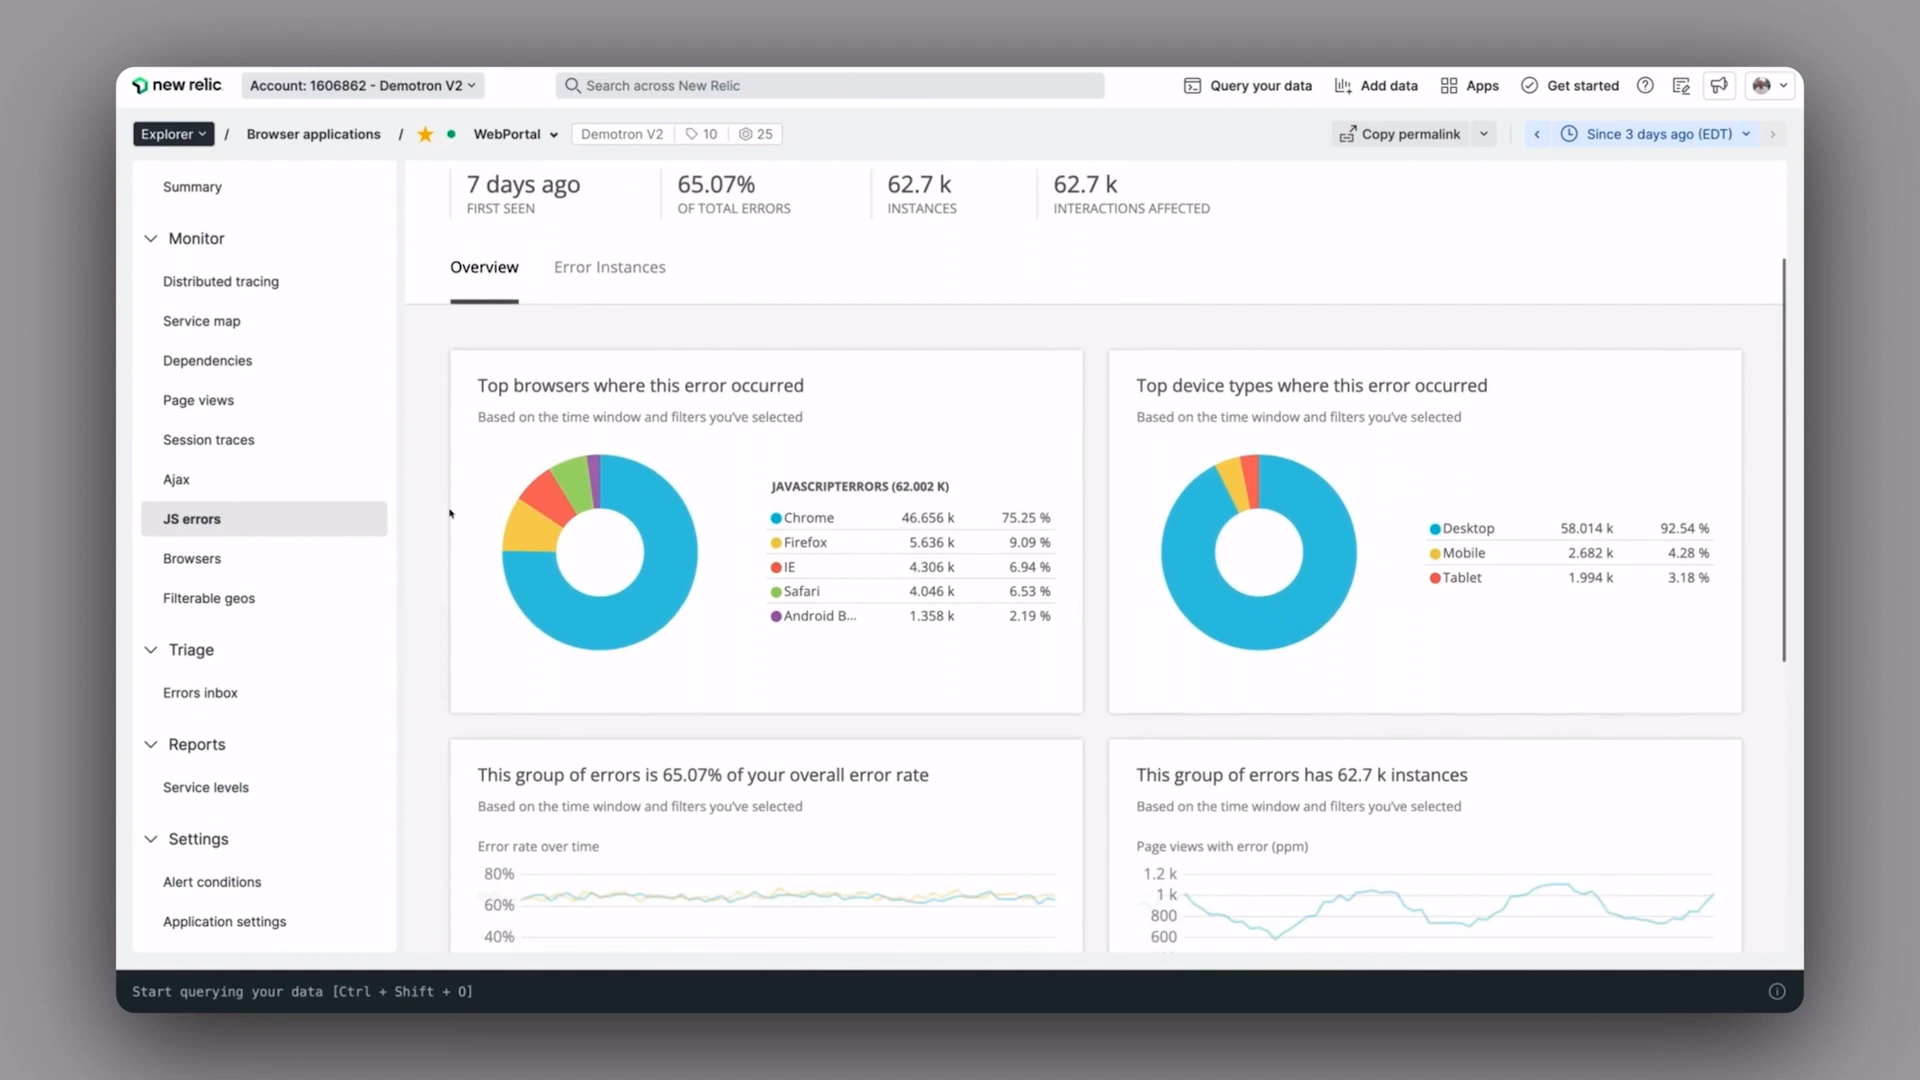 new relic
Account: 1606862 - Demotron V2
Search across New Relic
Query your data
Add data
Apps
Get started
Explorer / Browser applications / WebPortal
Demotron V2
10
25
Copy permalink
Since 3 days ago (EDT)
Summary
Monitor
Distributed tracing
Service map
Dependencies
Page views
Session traces
Ajax
JS errors
Browsers
Filterable geos
Triage
Errors inbox
Reports
Service levels
Settings
Alert conditions
Application settings
7 days ago
FIRST SEEN
65.07%
OF TOTAL ERRORS
62.7 k
INSTANCES
62.7 k
INTERACTIONS AFFECTED
Overview
Error Instances
Top browsers where this error occurred
Based on the time window and filters you've selected
JAVASCRIPTERRORS (62.002 K)
Chrome 46.656 k 75.25 %
Firefox 5.636 k 9.09 %
IE 4.306 k 6.94 %
Safari 4.046 k 6.53 %
Android B... 1.358 k 2.19 %
Top device types where this error occurred
Based on the time window and filters you've selected
Desktop 58.014 k 92.54 %
Mobile 2.682 k 4.28 %
Tablet 1.994 k 3.18 %
This group of errors is 65.07% of your overall error rate
Based on the time window and filters you've selected
Error rate over time
80%
60%
40%
This group of errors has 62.7 k instances
Based on the time window and filters you've selected
Page views with error (ppm)
1.2 k
1 k
800
600
Start querying your data [Ctrl + Shift + O]